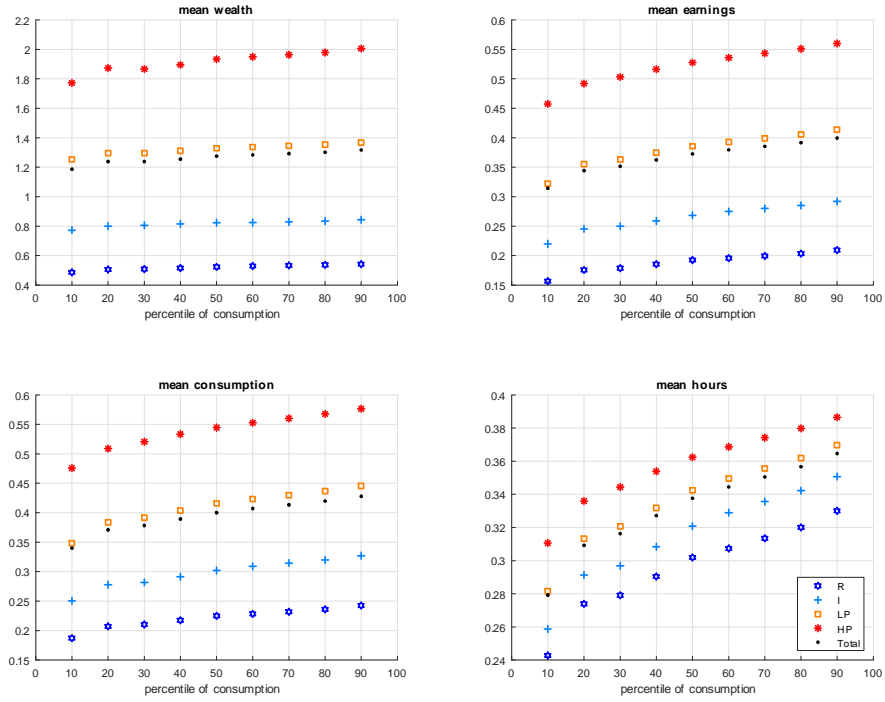 mean wealth
2.2
2
1.8
1.6
1.4
1.2
1
0.8
0.6
0.4
0 10 20 30 40 50 60 70 80 90 100
percentile of consumption
mean earnings
0.6
0.55
0.5
0.45
0.4
0.35
0.3
0.25
0.2
0.15
0 10 20 30 40 50 60 70 80 90 100
percentile of consumption
mean consumption
0.6
0.55
0.5
0.45
0.4
0.35
0.3
0.25
0.2
0.15
0 10 20 30 40 50 60 70 80 90 100
percentile of consumption
mean hours
0.4
0.38
0.36
0.34
0.32
0.3
0.28
0.26
0.24
0 10 20 30 40 50 60 70 80 90 100
percentile of consumption
R
I
LP
HP
Total